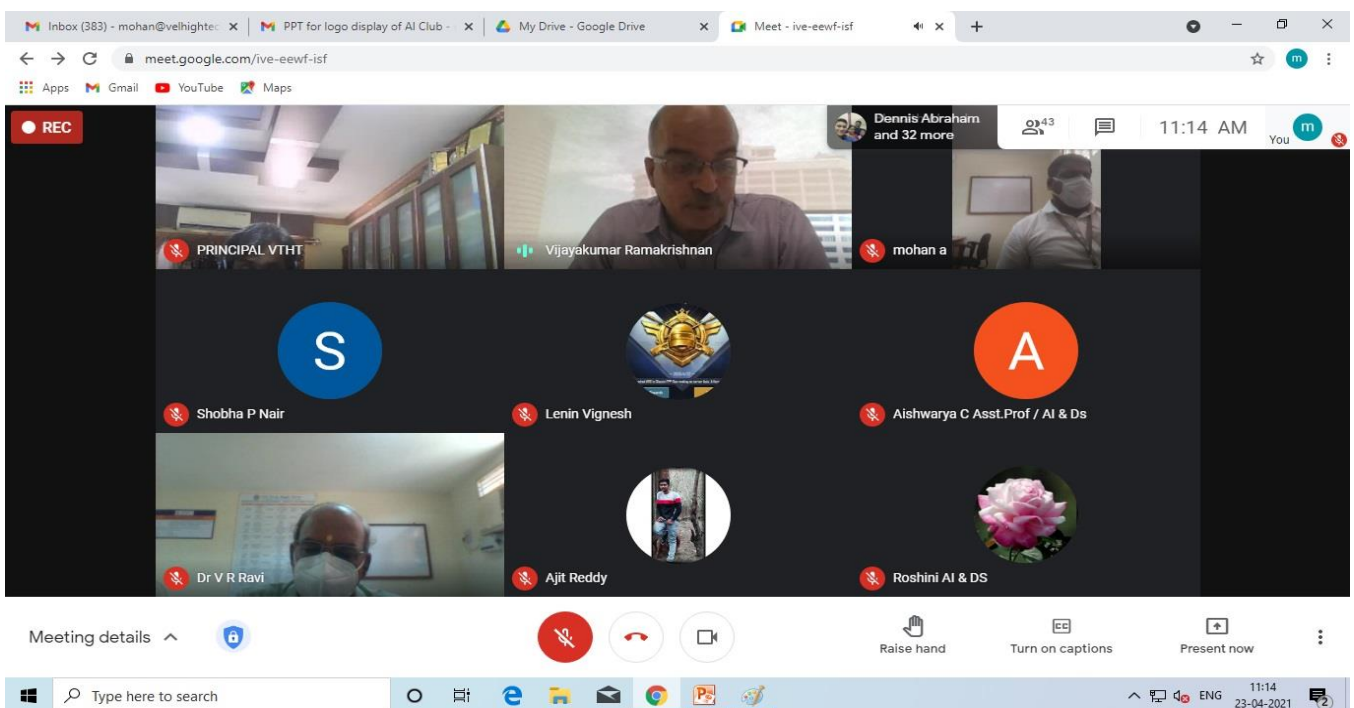 Inbox (383) - mohan@velhightec
PPT for logo display of AI Club -
My Drive - Google Drive
Meet - ive-eewf-isf
meet.google.com/ive-eewf-isf
m
Apps
Gmail
YouTube
Maps
REC
Dennis Abraham
and 32 more
43
11:14 AM
You
m
PRINCIPAL VTHT
Vijayakumar Ramakrishnan
mohan a
S
A
Shobha P Nair
Lenin Vignesh
Aishwarya C Asst.Prof / AI & Ds
Dr V R Ravi
Ajit Reddy
Roshini AI & DS
Meeting details
Raise hand
CC
Turn on captions
Present now
Type here to search
ENG
11:14
23-04-2021
2